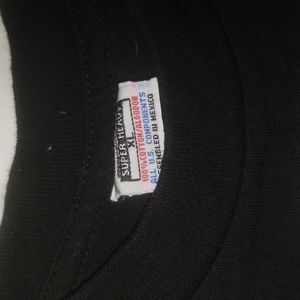 SUPER HEAVY
XL
100% COTTON/ALGODON
ALL U.S. COMPONENTS
ASSEMBLED IN MEXICO